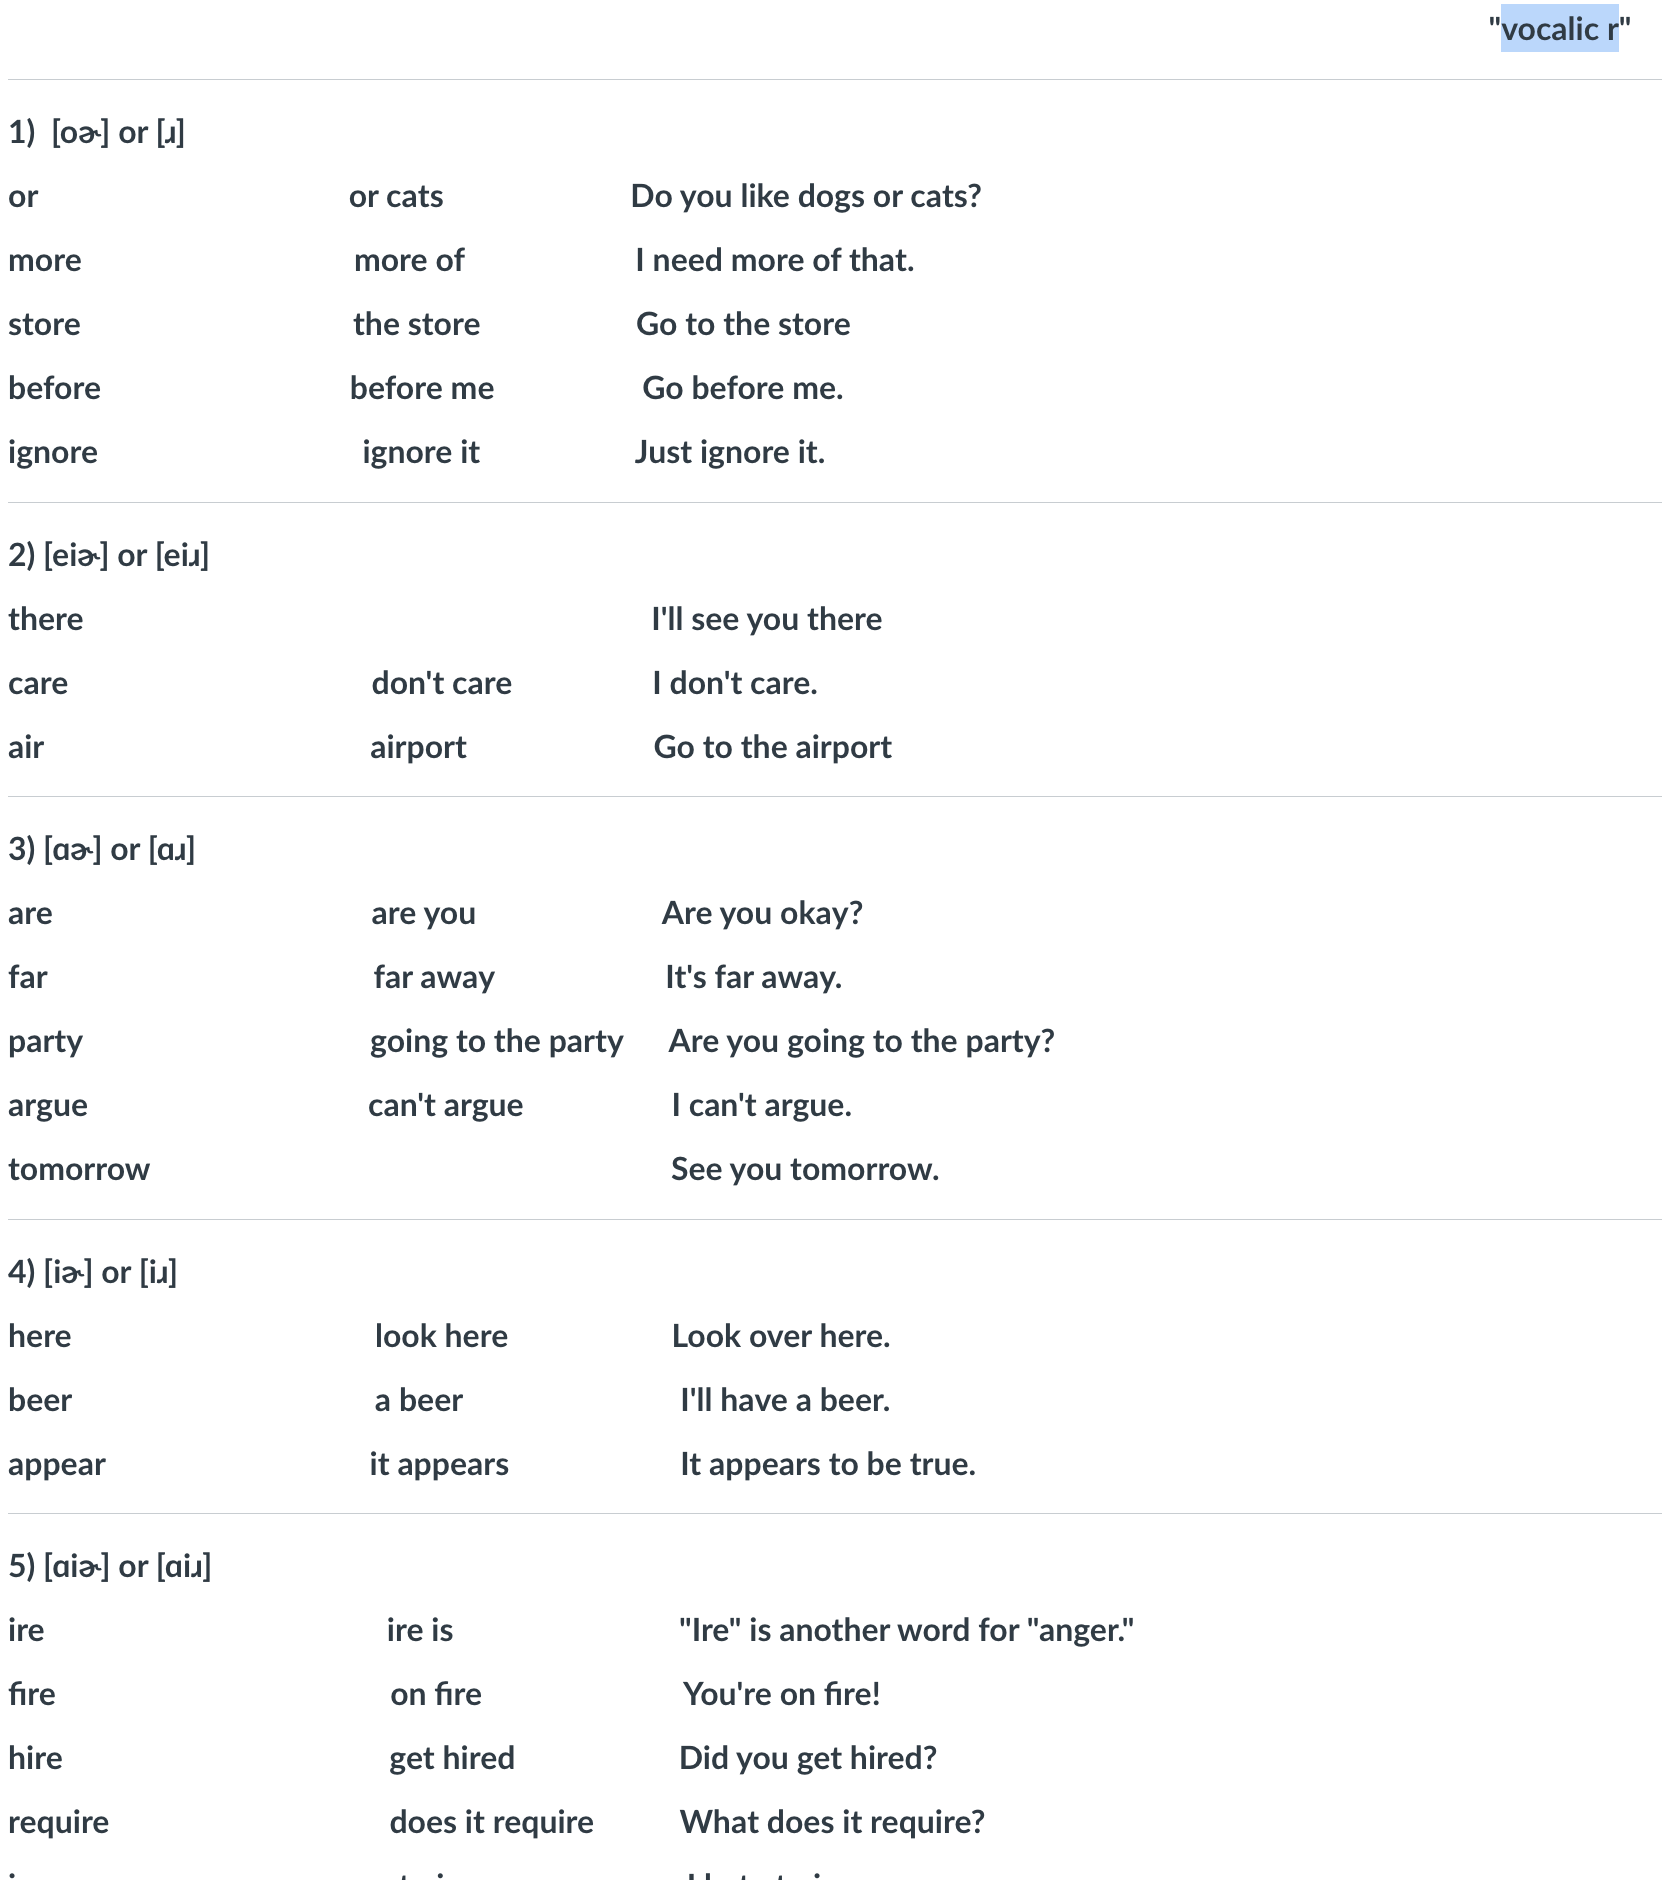 "vocalic r"
1) [oɚ] or [ɹ]
or or cats Do you like dogs or cats?
more more of I need more of that.
store the store Go to the store
before before me Go before me.
ignore ignore it Just ignore it.
2) [eiɚ] or [eiɹ]
there I'll see you there
care don't care I don't care.
air airport Go to the airport
3) [ɑɚ] or [ɑɹ]
are are you Are you okay?
far far away It's far away.
party going to the party Are you going to the party?
argue can't argue I can't argue.
tomorrow See you tomorrow.
4) [iɚ] or [iɹ]
here look here Look over here.
beer a beer I'll have a beer.
appear it appears It appears to be true.
5) [ɑiɚ] or [ɑiɹ]
ire ire is "Ire" is another word for "anger."
fire on fire You're on fire!
hire get hired Did you get hired?
require does it require What does it require?